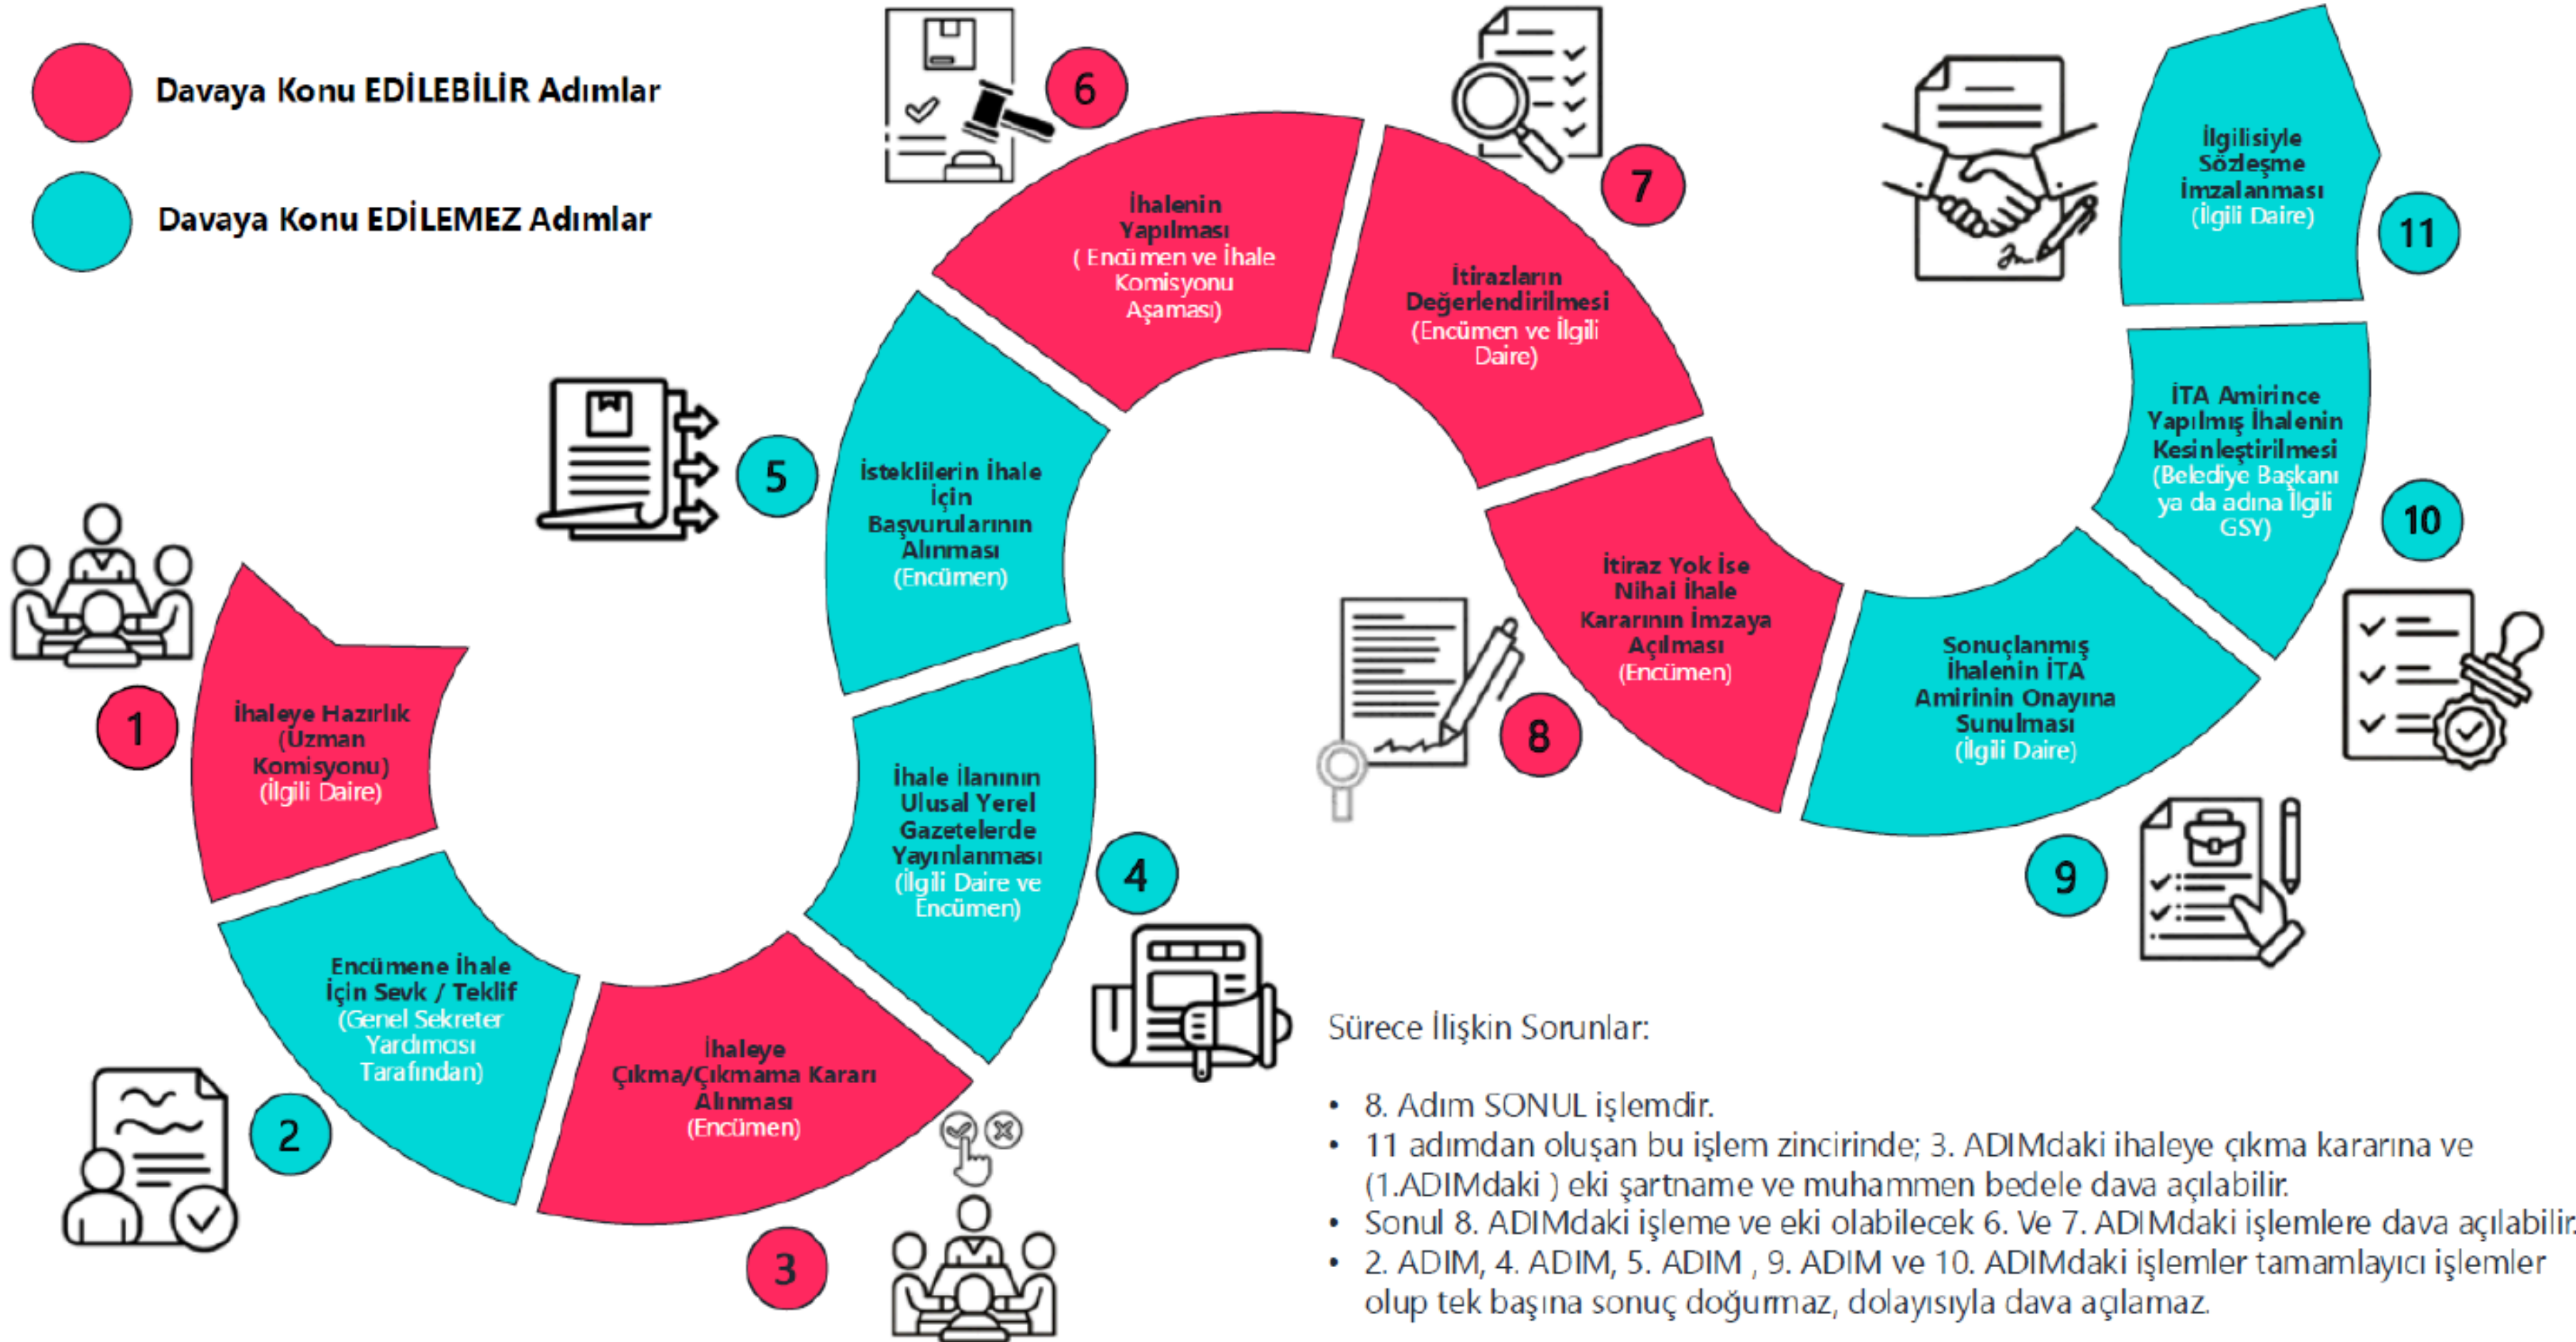 Davaya Konu EDİLEBİLİR Adımlar
Davaya Konu EDİLEMEZ Adımlar
1
İhaleye Hazırlık
(Uzman
Komisyonu)
(İlgili Daire)
2
Encümene İhale
İçin Sevk / Teklif
(Genel Sekreter
Yardımcısı
Tarafından)
3
İhaleye
Çıkma/Çıkmama Kararı
Alınması
(Encümen)
4
İhale İlanının
Ulusal Yerel
Gazetelerde
Yayınlanması
(İlgili Daire ve
Encümen)
5
İsteklilerin İhale
İçin
Başvurularının
Alınması
(Encümen)
6
İhalenin
Yapılması
( Encümen ve İhale
Komisyonu
Aşaması)
7
İtirazların
Değerlendirilmesi
(Encümen ve İlgili
Daire)
8
İtiraz Yok İse
Nihai İhale
Kararının İmzaya
Açılması
(Encümen)
9
Sonuçlanmış
İhalenin İTA
Amirinin Onayına
Sunulması
(İlgili Daire)
10
İTA Amirince
Yapılmış İhalenin
Kesinleştirilmesi
(Belediye Başkanı
ya da adına İlgili
GSY)
11
İlgilisiyle
Sözleşme
İmzalanması
(İlgili Daire)
Sürece İlişkin Sorunlar:
• 8. Adım SONUL işlemdir.
• 11 adımdan oluşan bu işlem zincirinde; 3. ADIMdaki ihaleye çıkma kararına ve
(1.ADIMdaki ) eki şartname ve muhammen bedele dava açılabilir.
• Sonul 8. ADIMdaki işleme ve eki olabilecek 6. Ve 7. ADIMdaki işlemlere dava açılabilir.
• 2. ADIM, 4. ADIM, 5. ADIM , 9. ADIM ve 10. ADIMdaki işlemler tamamlayıcı işlemler
olup tek başına sonuç doğurmaz, dolayısıyla dava açılamaz.